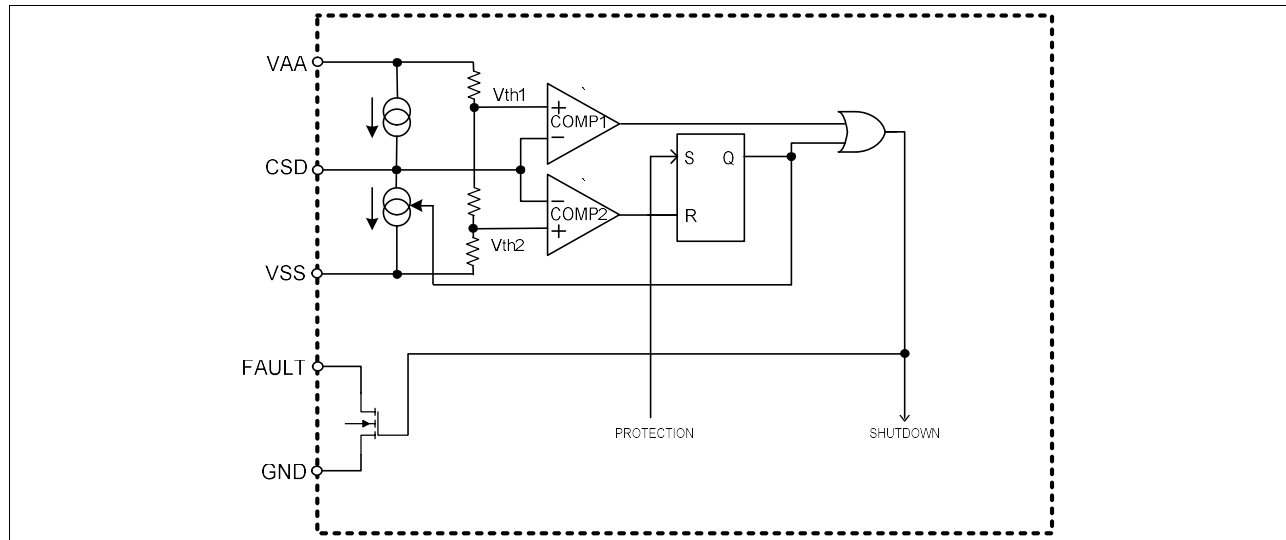 VAA
Vth1
+
COMP1
−
CSD
S Q
−
COMP2
+
R
Vth2
VSS
FAULT
PROTECTION
SHUTDOWN
GND